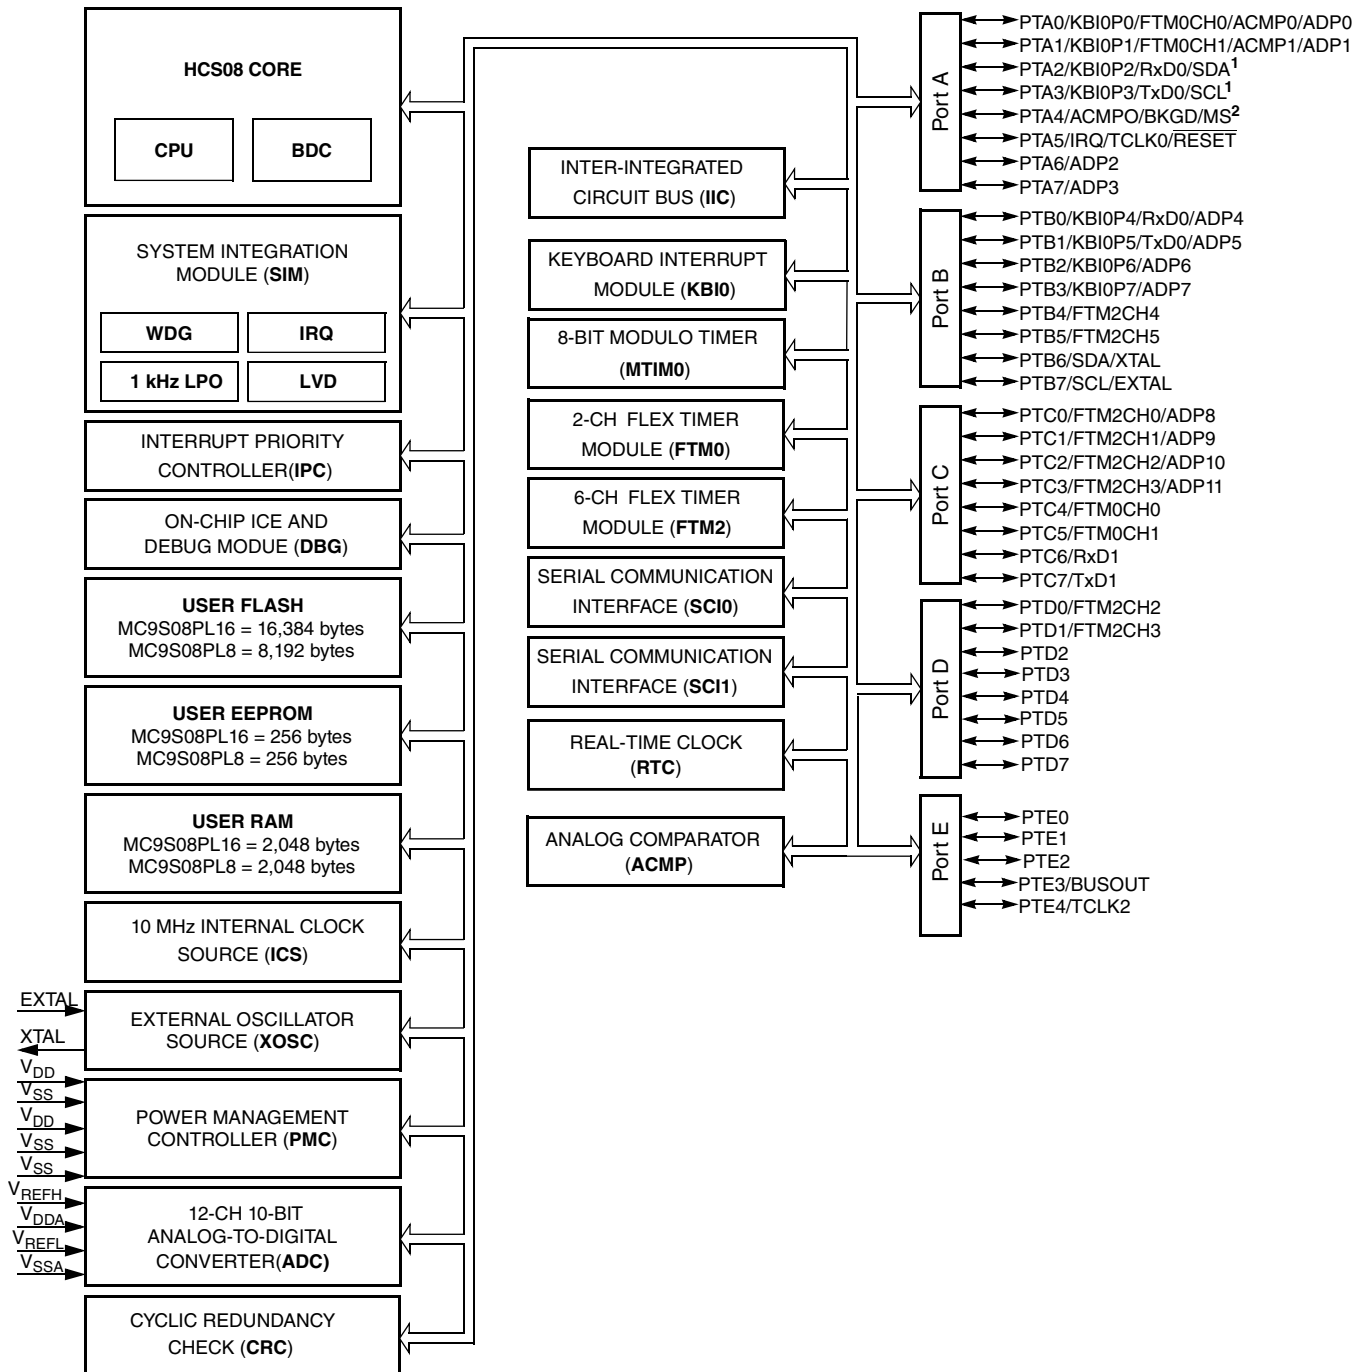 HCS08 CORE
CPU
BDC
SYSTEM INTEGRATION
MODULE (SIM)
WDG
IRQ
1 kHz LPO
LVD
INTERRUPT PRIORITY
CONTROLLER(IPC)
ON-CHIP ICE AND
DEBUG MODUE (DBG)
USER FLASH
MC9S08PL16 = 16,384 bytes
MC9S08PL8 = 8,192 bytes
USER EEPROM
MC9S08PL16 = 256 bytes
MC9S08PL8 = 256 bytes
USER RAM
MC9S08PL16 = 2,048 bytes
MC9S08PL8 = 2,048 bytes
10 MHz INTERNAL CLOCK
SOURCE (ICS)
EXTAL
XTAL
EXTERNAL OSCILLATOR
SOURCE (XOSC)
VDD
VSS
VDD
VSS
VSS
POWER MANAGEMENT
CONTROLLER (PMC)
VREFH
VDDA
VREFL
VSSA
12-CH 10-BIT
ANALOG-TO-DIGITAL
CONVERTER(ADC)
CYCLIC REDUNDANCY
CHECK (CRC)
INTER-INTEGRATED
CIRCUIT BUS (IIC)
KEYBOARD INTERRUPT
MODULE (KBI0)
8-BIT MODULO TIMER
(MTIM0)
2-CH FLEX TIMER
MODULE (FTM0)
6-CH FLEX TIMER
MODULE (FTM2)
SERIAL COMMUNICATION
INTERFACE (SCI0)
SERIAL COMMUNICATION
INTERFACE (SCI1)
REAL-TIME CLOCK
(RTC)
ANALOG COMPARATOR
(ACMP)
Port A
PTA0/KBI0P0/FTM0CH0/ACMP0/ADP0
PTA1/KBI0P1/FTM0CH1/ACMP1/ADP1
PTA2/KBI0P2/RxD0/SDA1
PTA3/KBI0P3/TxD0/SCL1
PTA4/ACMPO/BKGD/MS2
PTA5/IRQ/TCLK0/RESET
PTA6/ADP2
PTA7/ADP3
Port B
PTB0/KBI0P4/RxD0/ADP4
PTB1/KBI0P5/TxD0/ADP5
PTB2/KBI0P6/ADP6
PTB3/KBI0P7/ADP7
PTB4/FTM2CH4
PTB5/FTM2CH5
PTB6/SDA/XTAL
PTB7/SCL/EXTAL
Port C
PTC0/FTM2CH0/ADP8
PTC1/FTM2CH1/ADP9
PTC2/FTM2CH2/ADP10
PTC3/FTM2CH3/ADP11
PTC4/FTM0CH0
PTC5/FTM0CH1
PTC6/RxD1
PTC7/TxD1
Port D
PTD0/FTM2CH2
PTD1/FTM2CH3
PTD2
PTD3
PTD4
PTD5
PTD6
PTD7
Port E
PTE0
PTE1
PTE2
PTE3/BUSOUT
PTE4/TCLK2